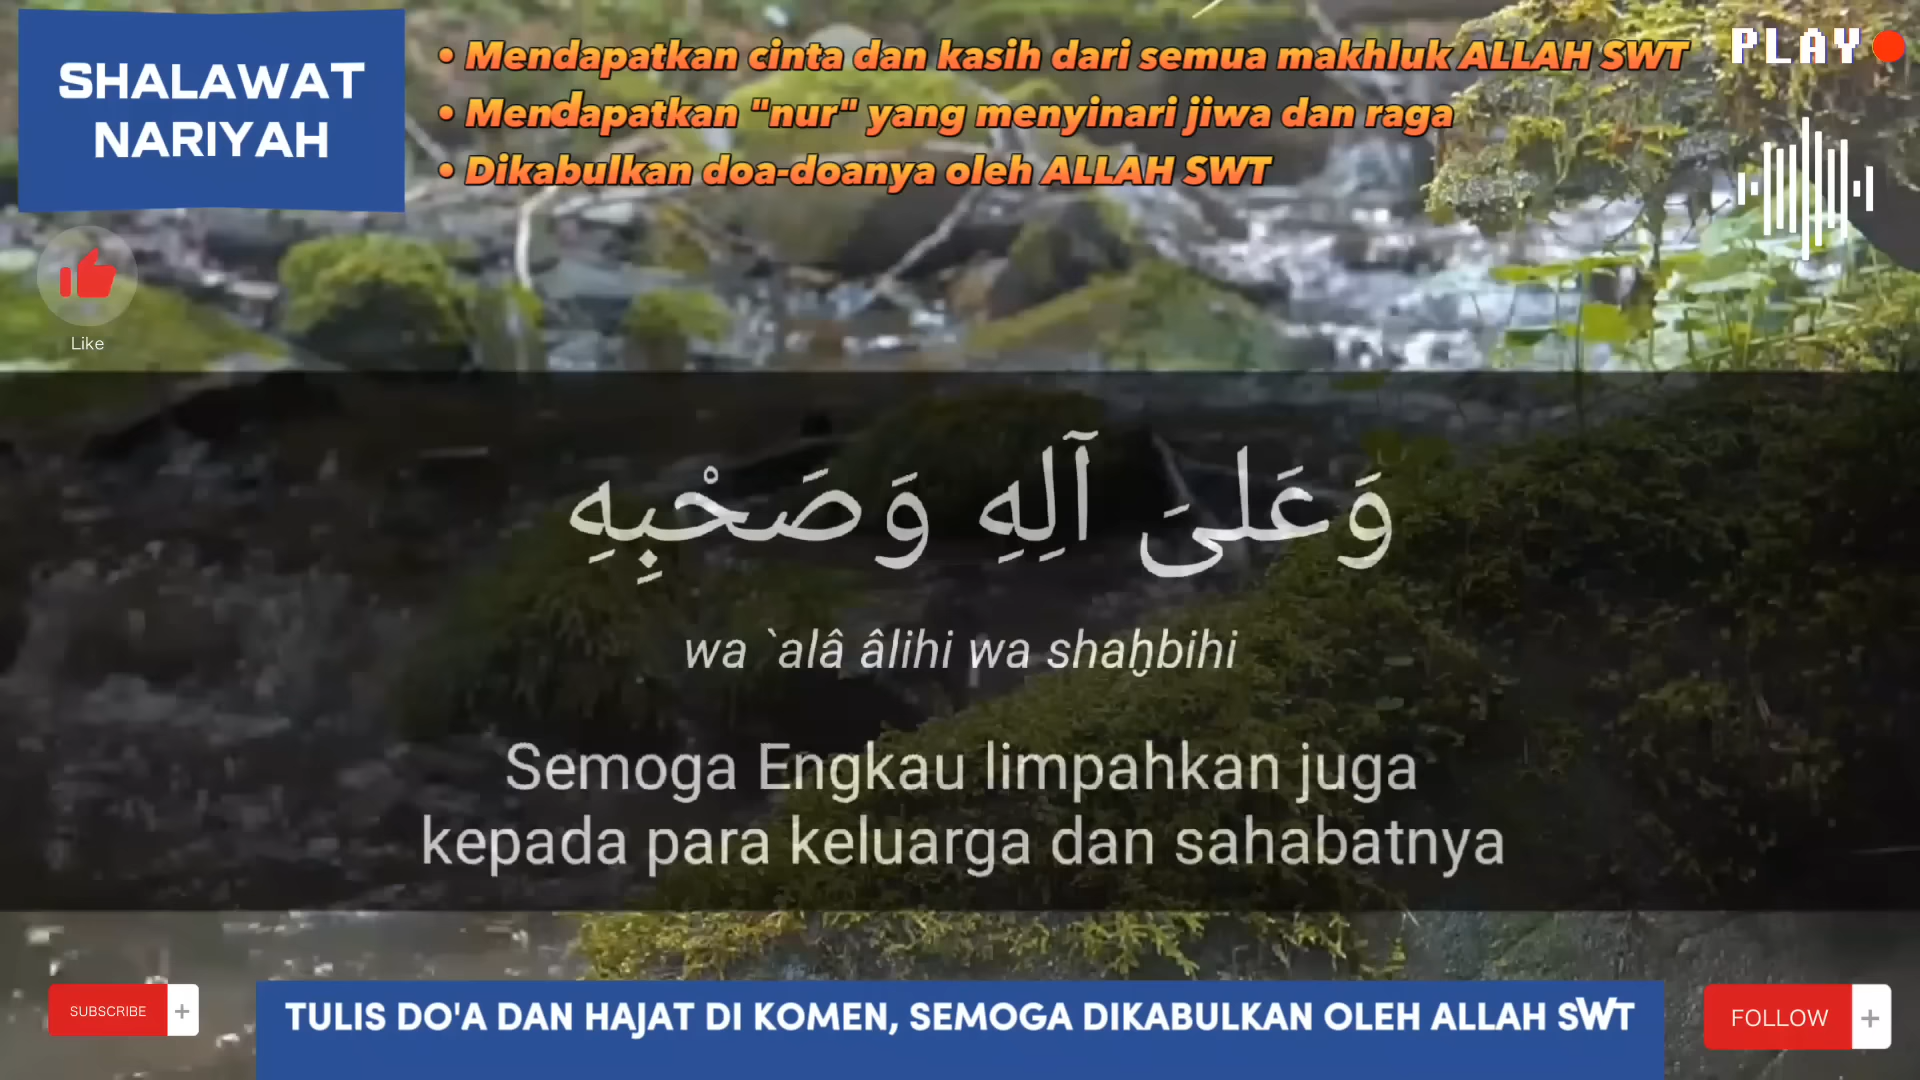 SHALAWAT
NARIYAH
• Mendapatkan cinta dan kasih dari semua makhluk ALLAH SWT
• Mendapatkan "nur" yang menyinari jiwa dan raga
• Dikabulkan doa-doanya oleh ALLAH SWT
PLAY
Like
وَعَلىَ آلِهِ وَصَحْبِهِ
wa `alâ âlihi wa shaḫbihi
Semoga Engkau limpahkan juga
kepada para keluarga dan sahabatnya
SUBSCRIBE +
TULIS DO'A DAN HAJAT DI KOMEN, SEMOGA DIKABULKAN OLEH ALLAH SWT
FOLLOW +